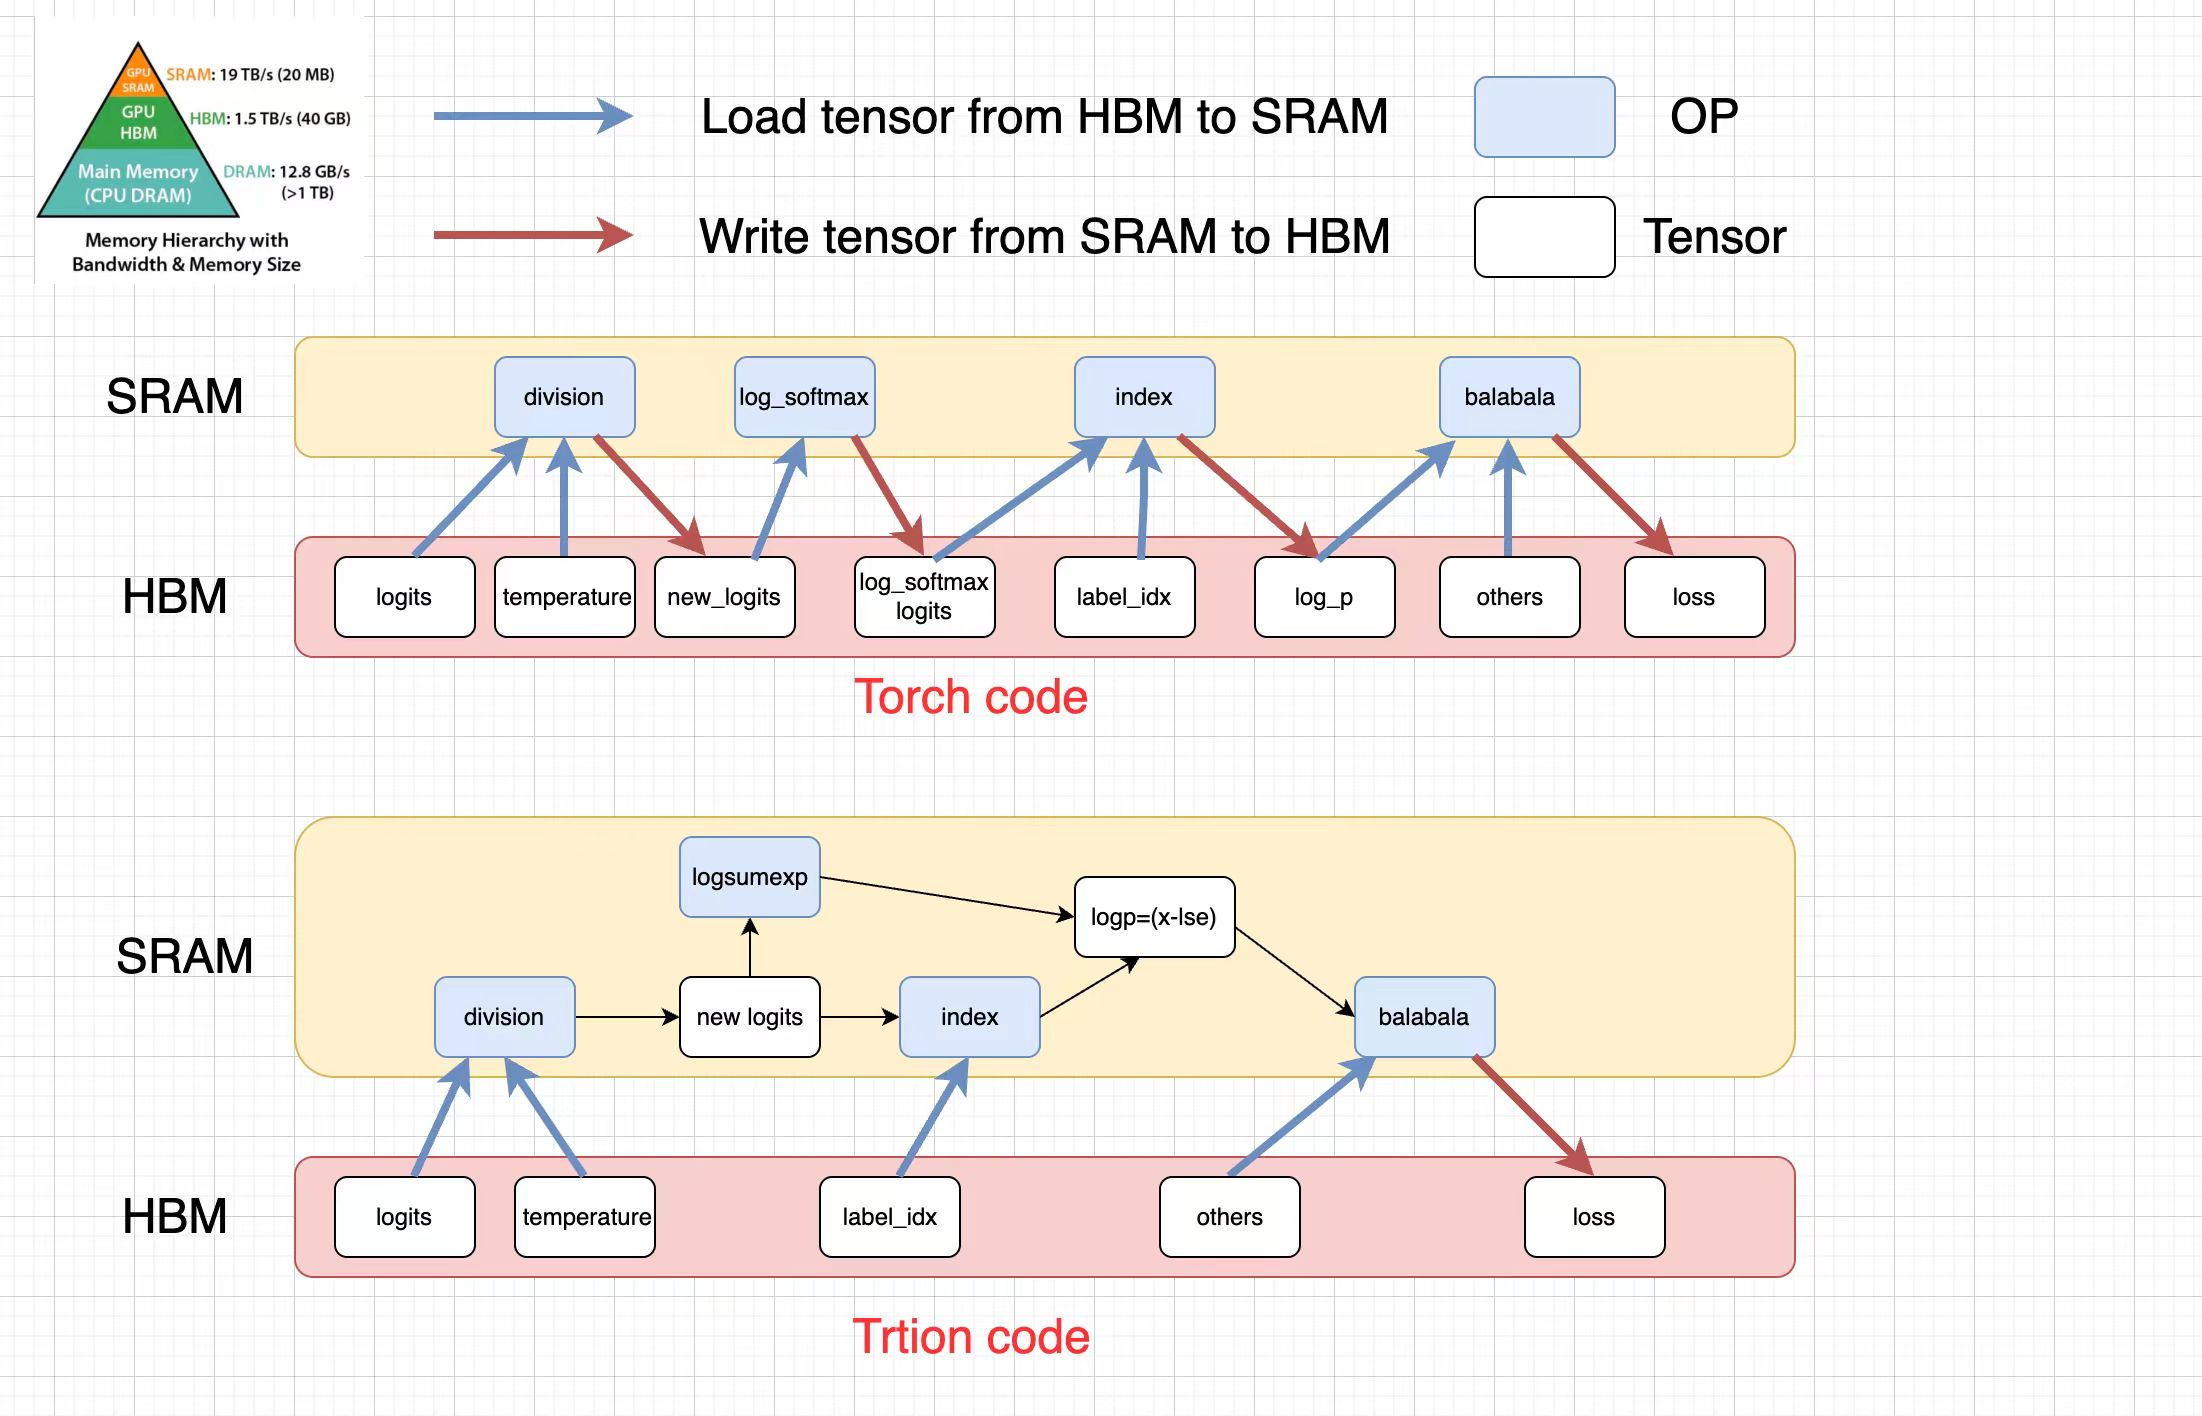 GPU
SRAM
SRAM: 19 TB/s (20 MB)
GPU
HBM
HBM: 1.5 TB/s (40 GB)
Main Memory
(CPU DRAM)
DRAM: 12.8 GB/s
(>1 TB)
Memory Hierarchy with
Bandwidth & Memory Size
Load tensor from HBM to SRAM
OP
Write tensor from SRAM to HBM
Tensor
SRAM
division
log_softmax
index
balabala
HBM
logits
temperature
new_logits
log_softmax
logits
label_idx
log_p
others
loss
Torch code
SRAM
logsumexp
logp=(x-lse)
division
new logits
index
balabala
HBM
logits
temperature
label_idx
others
loss
Trtion code